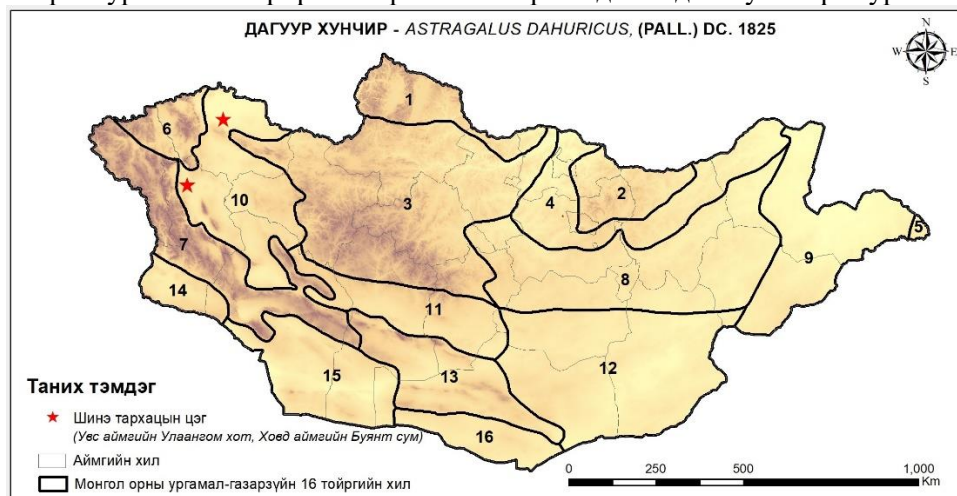 ДАГУУР ХУНЧИР - ASTRAGALUS DAHURICUS, (PALL.) DC. 1825
N
W E
S
1
6
2
3
4
10
5
7
8
9
14
11
12
15
13
16
Таних тэмдэг
Шинэ тархацын цэг
(Увс аймгийн Улаангом хот, Ховд аймгийн Буянт сум)
Аймгийн хил
Монгол орны ургамал-газарзүйн 16 тойргийн хил
0 250 500 1,000
Km